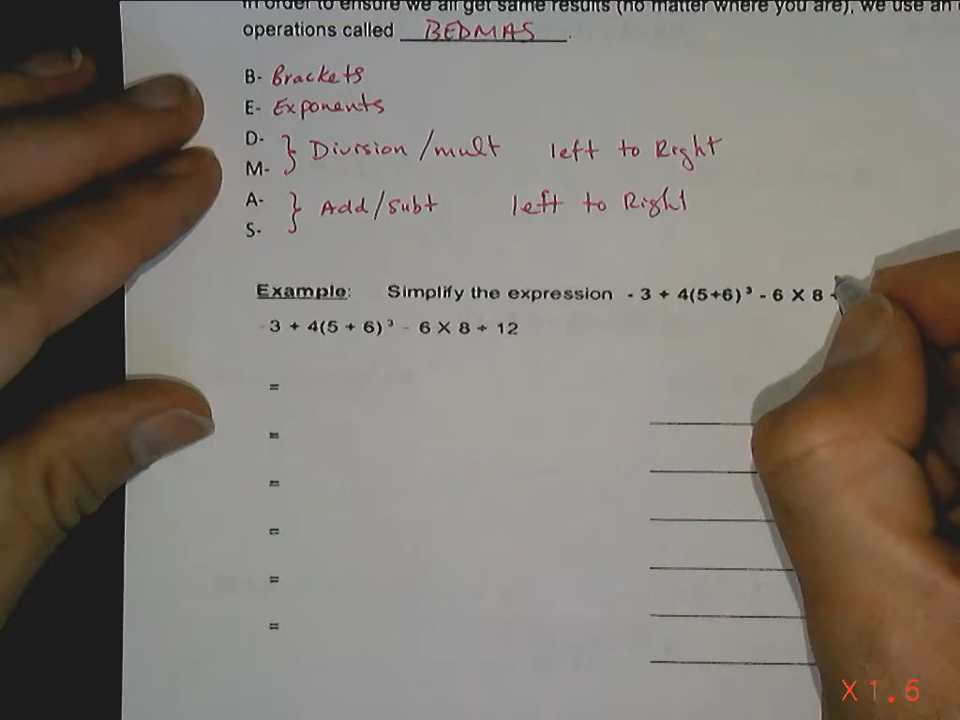 In order to ensure we all get same results (no matter where you are), we use an
operations called BEDMAS.
B- Brackets
E- Exponents
D-
M- } Division / mult left to Right
A-
S- } Add/subt left to Right
Example: Simplify the expression - 3 + 4(5+6)³ - 6 X 8
- 3 + 4(5 + 6)³ - 6 X 8 ÷ 12
=
=
=
=
=
=
X1.6